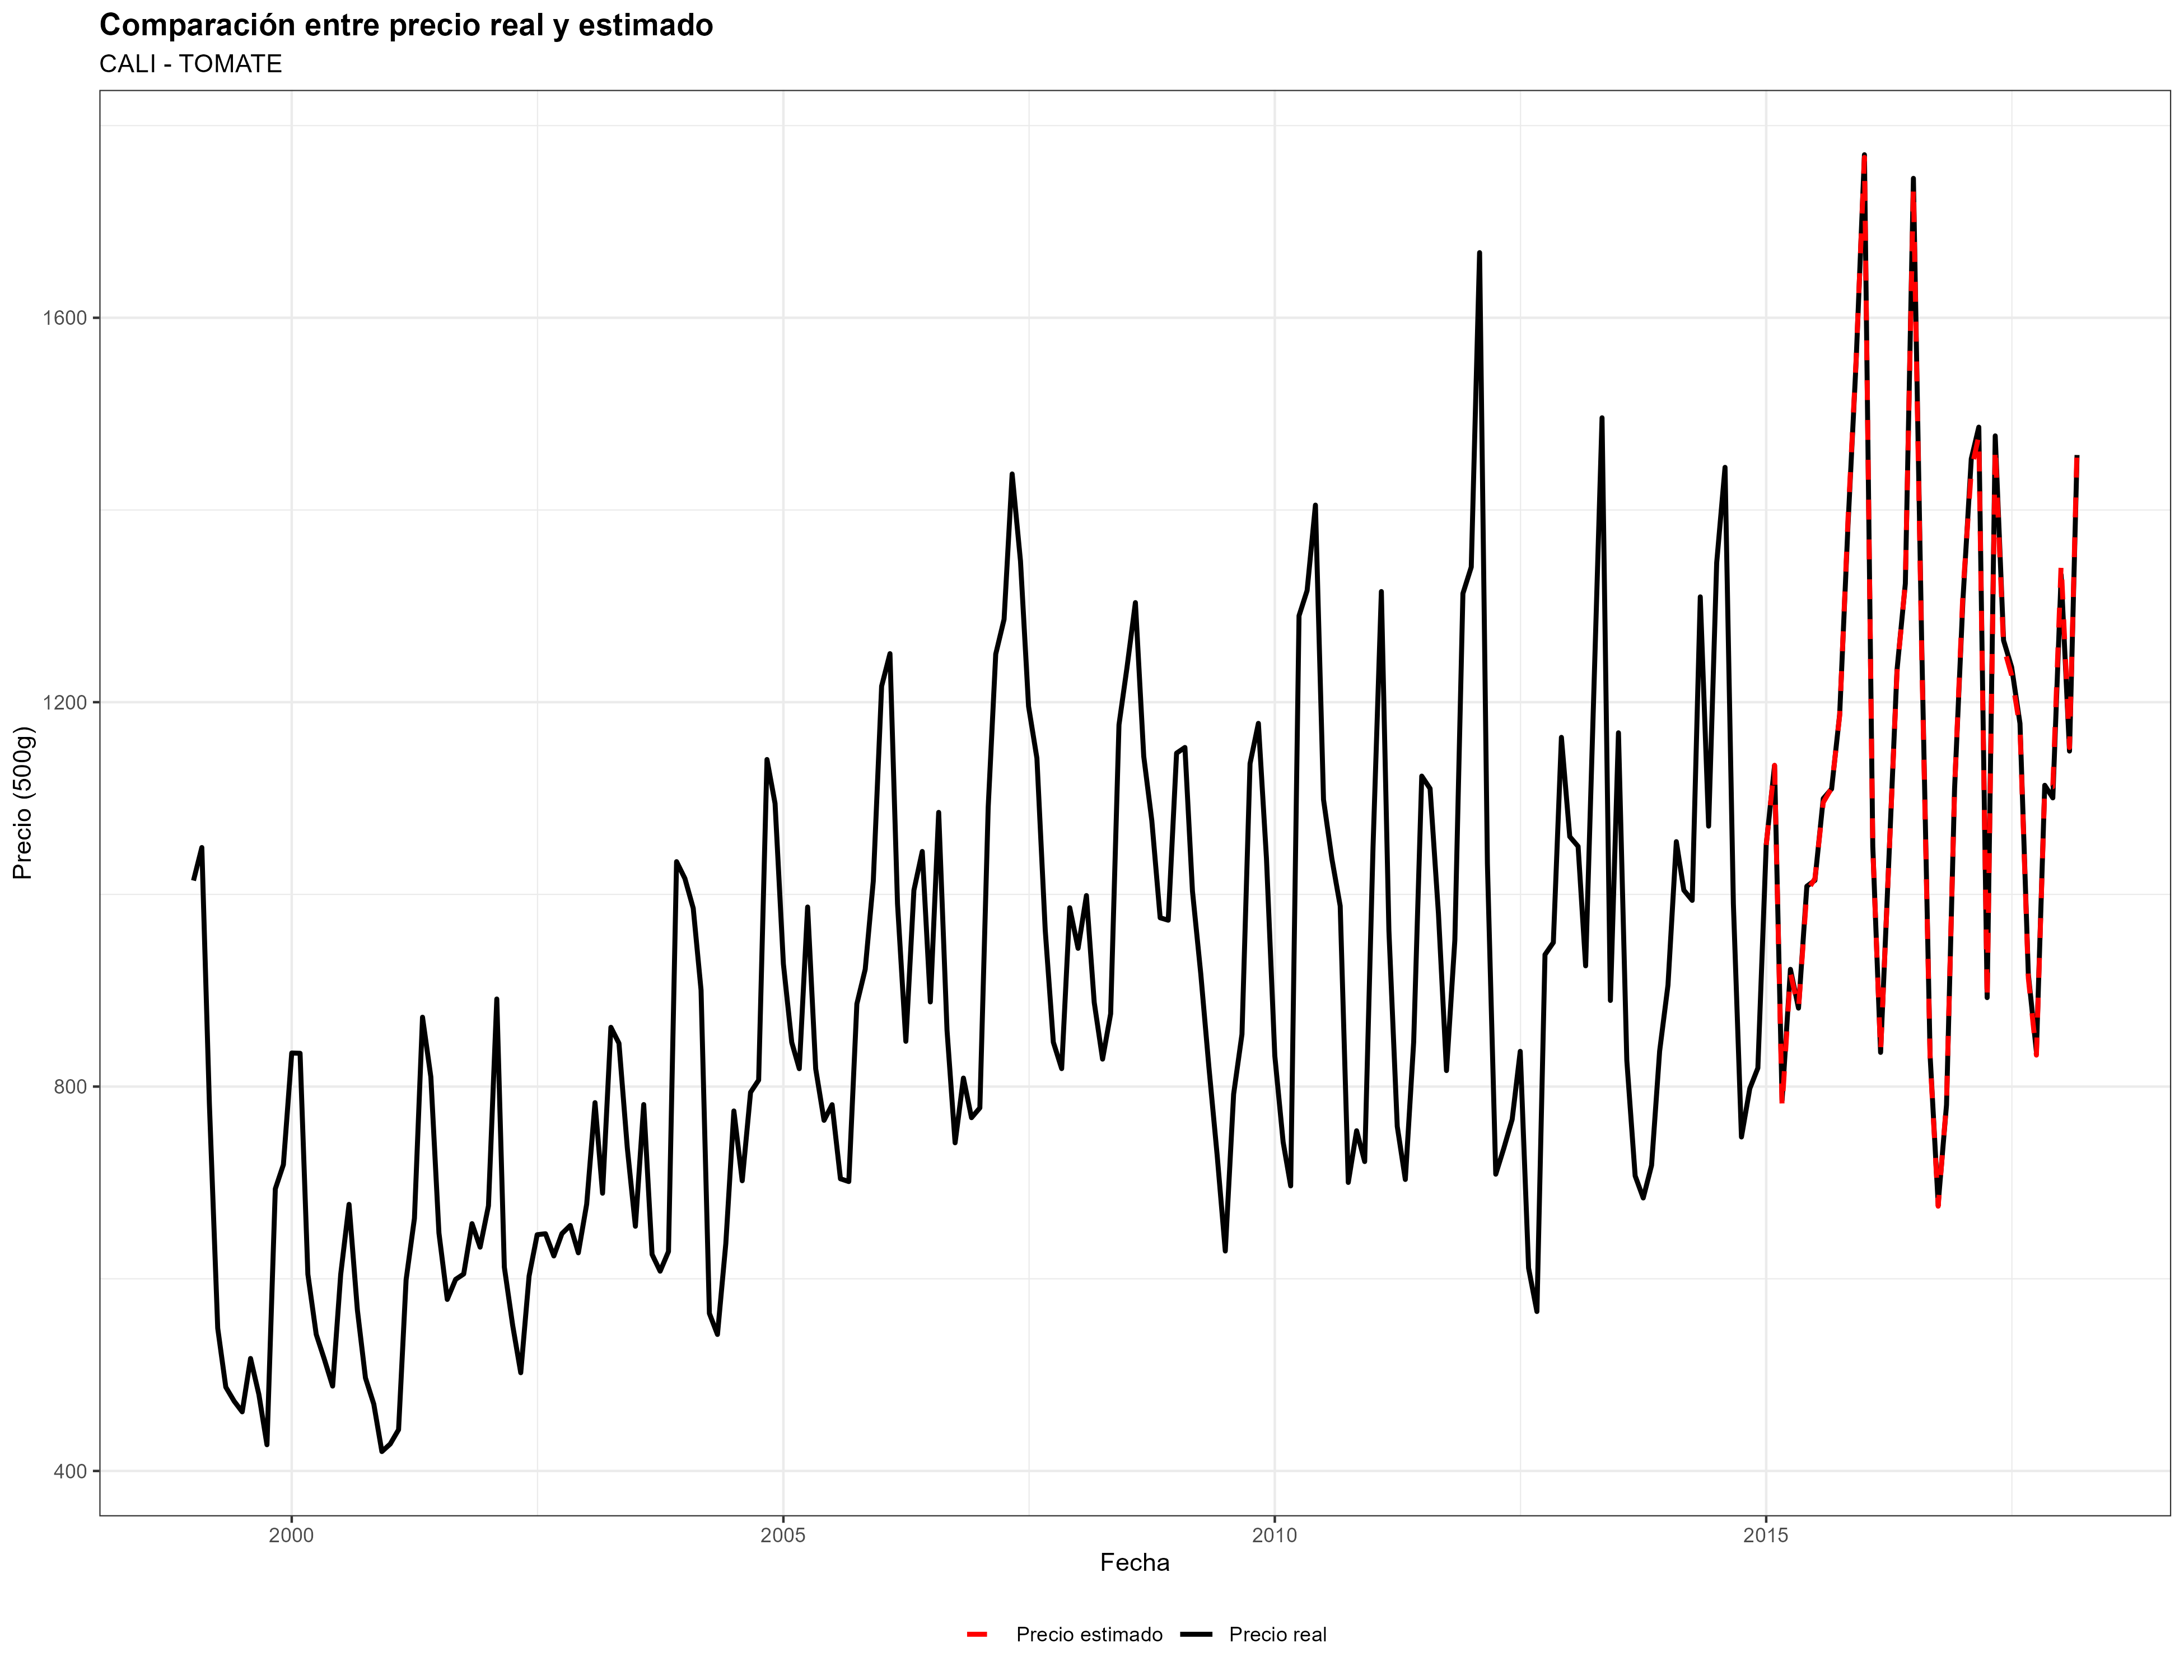 Comparación entre precio real y estimado
CALI - TOMATE
Precio (500g)
1600
1200
800
400
2000 2005 2010 2015
Fecha
Precio estimado Precio real